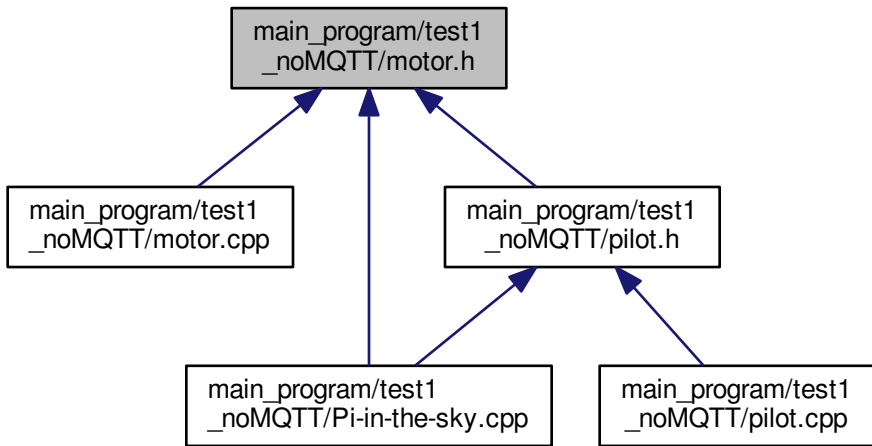 main_program/test1
_noMQTT/motor.h
main_program/test1
_noMQTT/motor.cpp
main_program/test1
_noMQTT/pilot.h
main_program/test1
_noMQTT/Pi-in-the-sky.cpp
main_program/test1
_noMQTT/pilot.cpp